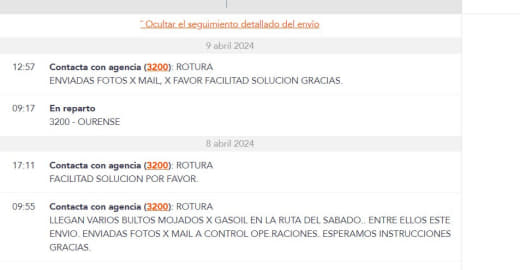 ˆ Ocultar el seguimiento detallado del envío
9 abril 2024
12:57 Contacta con agencia (3200): ROTURA
ENVIADAS FOTOS X MAIL, X FAVOR FACILITAD SOLUCION GRACIAS.
09:17 En reparto
3200 - OURENSE
8 abril 2024
17:11 Contacta con agencia (3200): ROTURA
FACILITAD SOLUCION POR FAVOR.
09:55 Contacta con agencia (3200): ROTURA
LLEGAN VARIOS BULTOS MOJADOS X GASOIL EN LA RUTA DEL SABADO.. ENTRE ELLOS ESTE
ENVIO. ENVIADAS FOTOS X MAIL A CONTROL OPE.RACIONES. ESPERAMOS INSTRUCCIONES
GRACIAS.